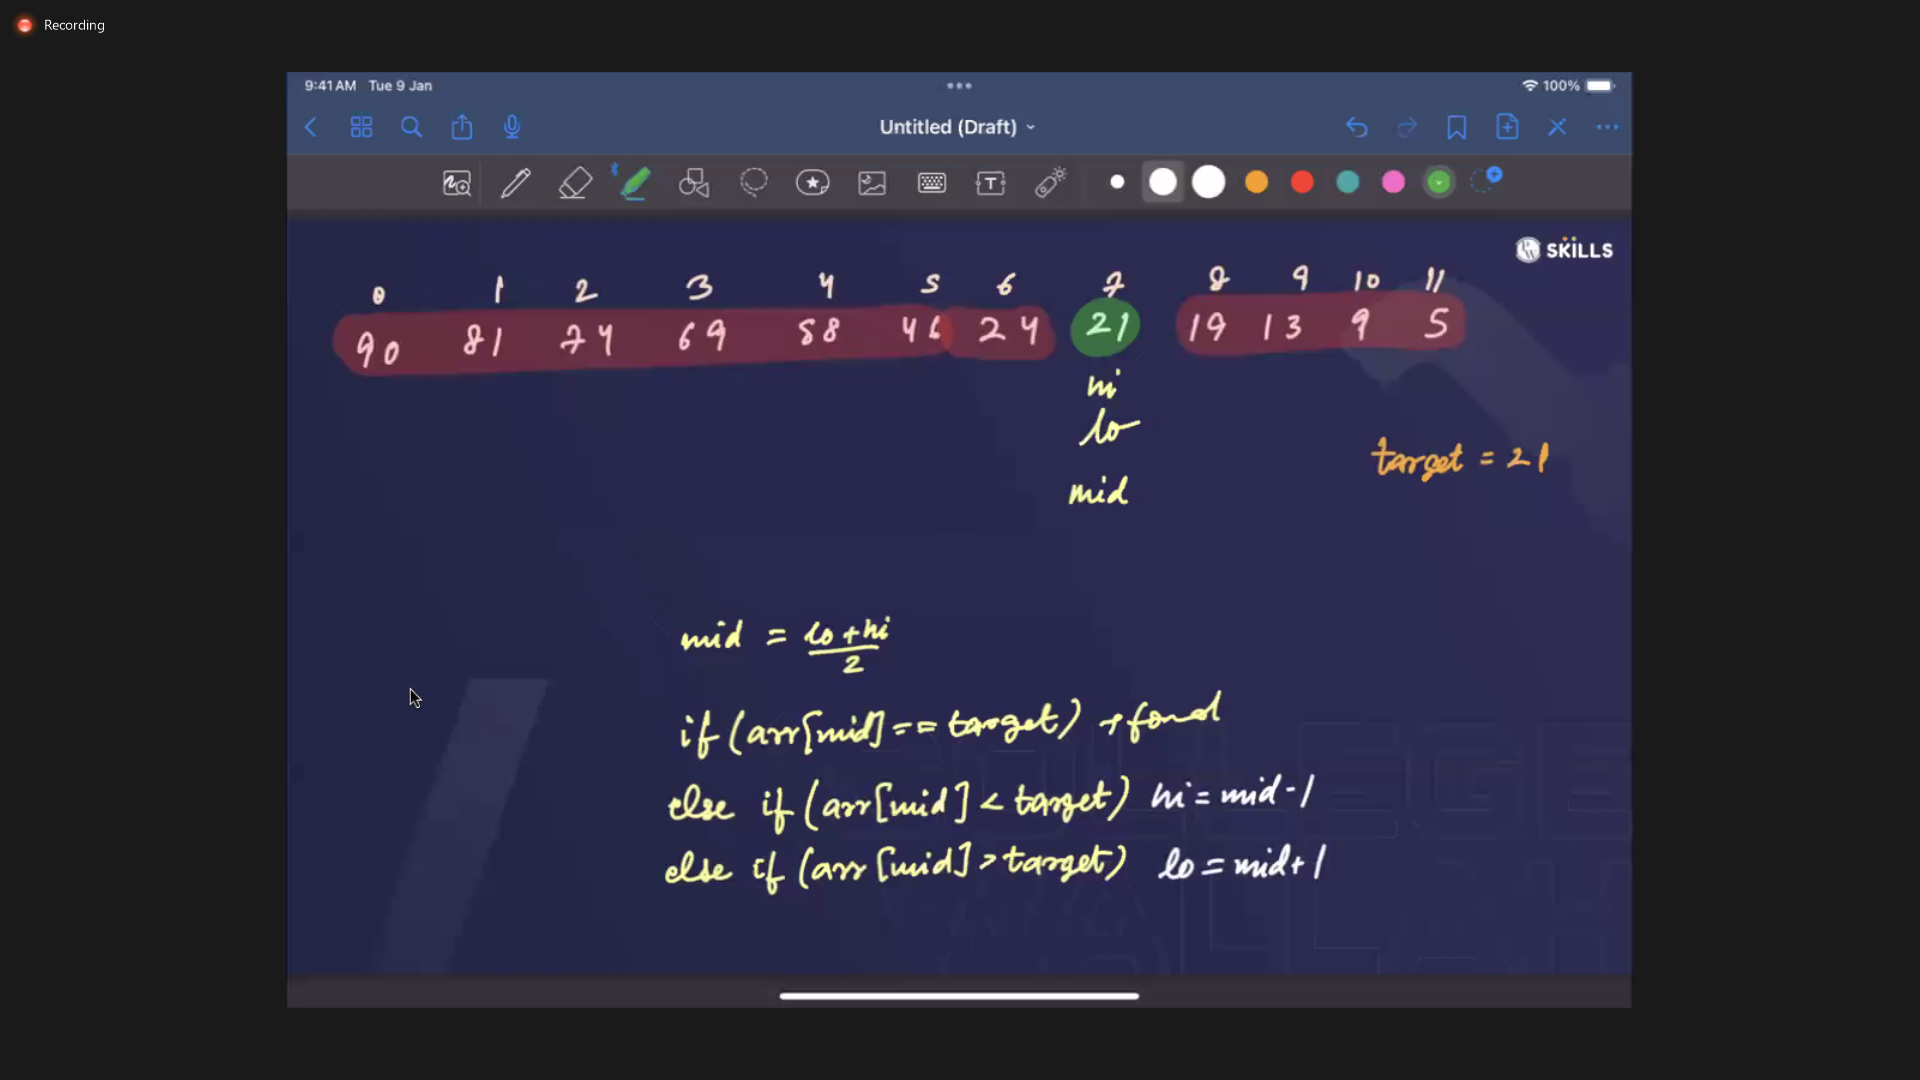 Recording
9:41 AM Tue 9 Jan
100%
Untitled (Draft)
SKILLS
0 1 2 3 4 5 6 7 8 9 10 11
90 81 74 69 58 46 24 21 19 13 9 5
hi
lo
target = 21
mid
mid = lo + hi
2
if (arr[mid] == target) → found
else if (arr[mid] < target) hi = mid - 1
else if (arr[mid] > target) lo = mid + 1